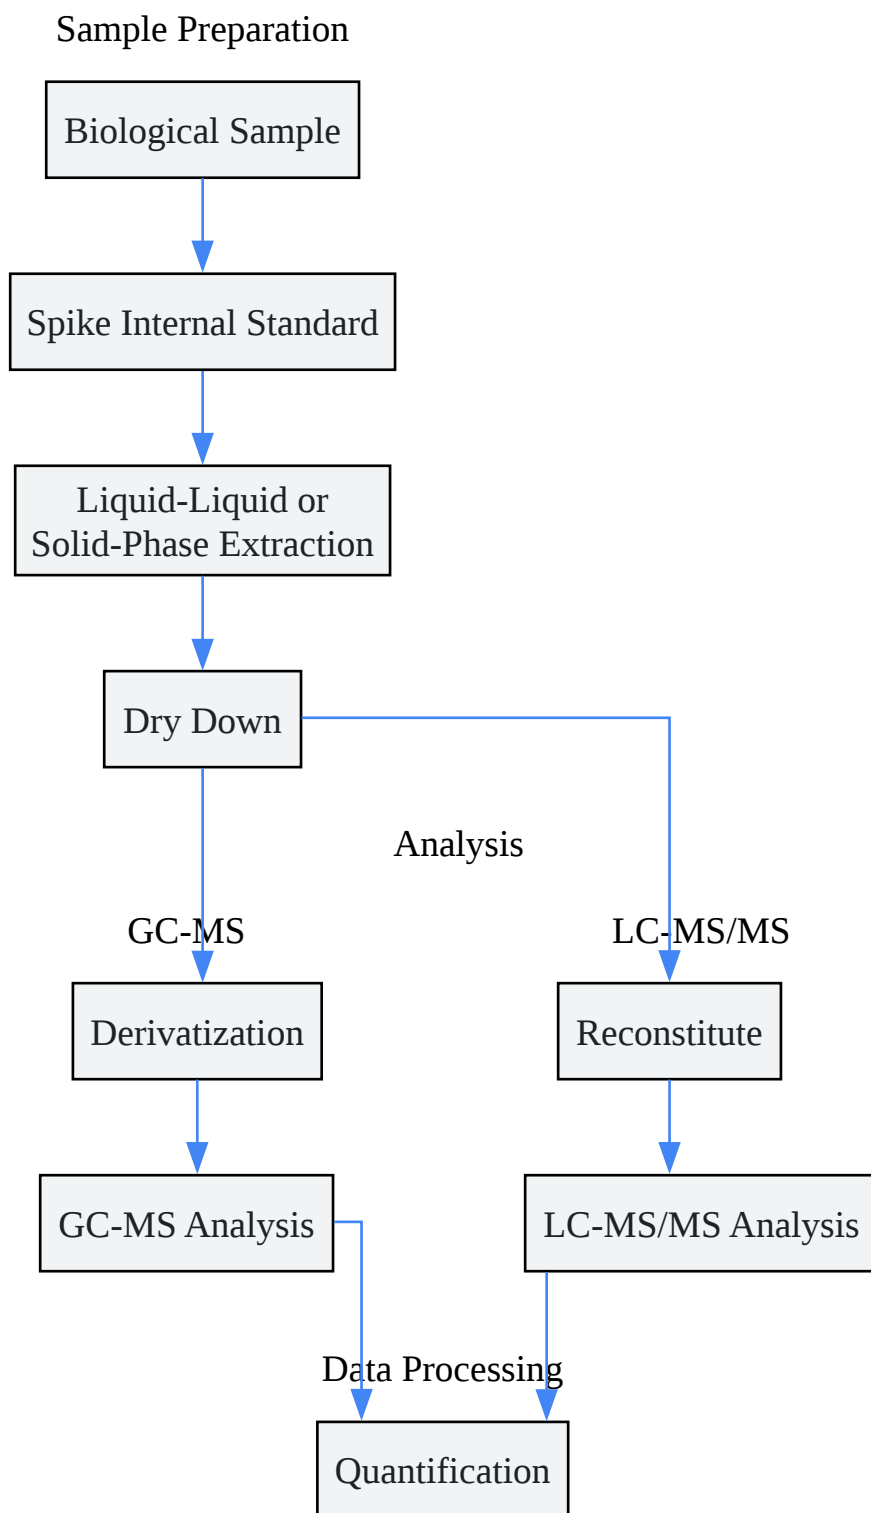 Sample Preparation
Biological Sample
Spike Internal Standard
Liquid-Liquid or
Solid-Phase Extraction
Dry Down
Analysis
GC-MS
LC-MS/MS
Derivatization
Reconstitute
GC-MS Analysis
LC-MS/MS Analysis
Data Processing
Quantification